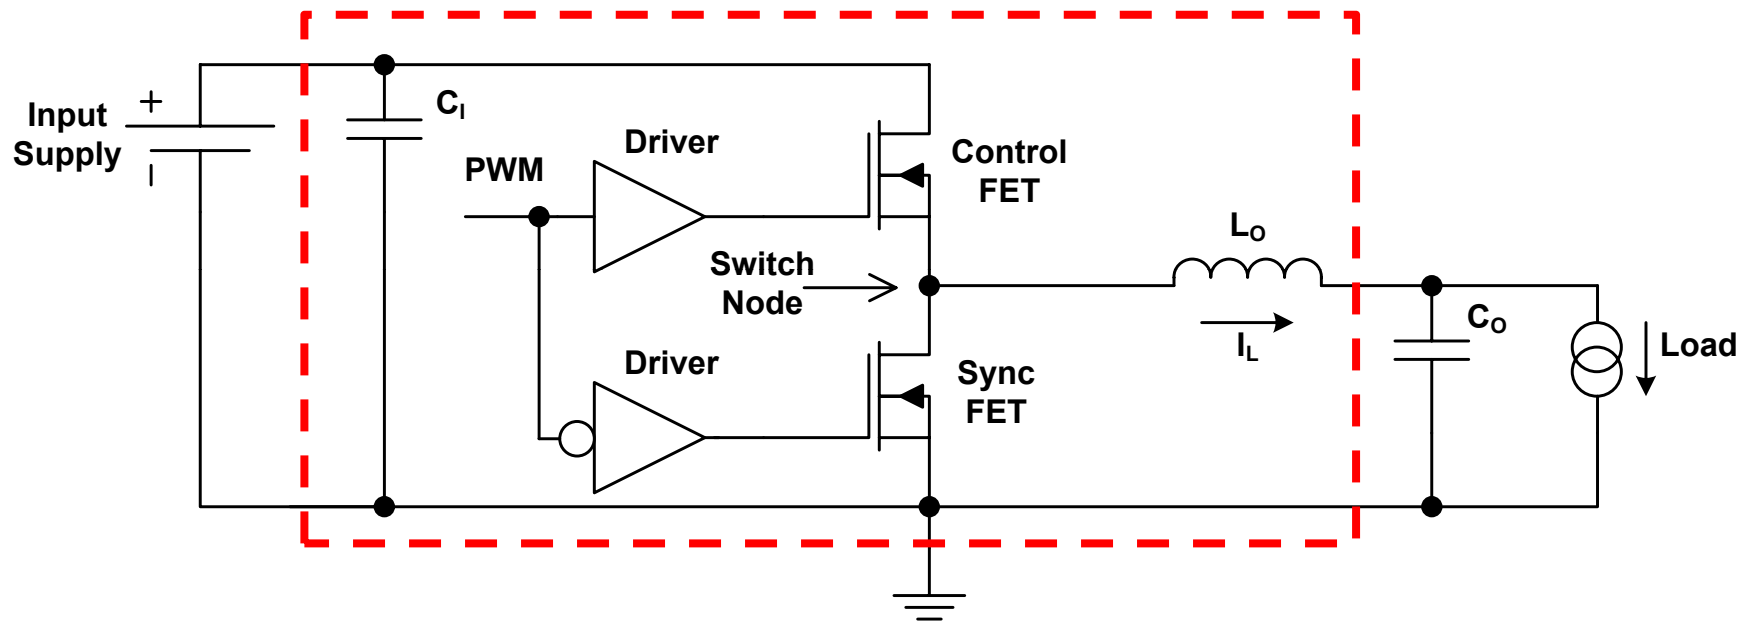 Input
Supply
+
−
C_I
PWM
Driver
Control
FET
Switch
Node
L_O
I_L
Driver
Sync
FET
C_O
Load